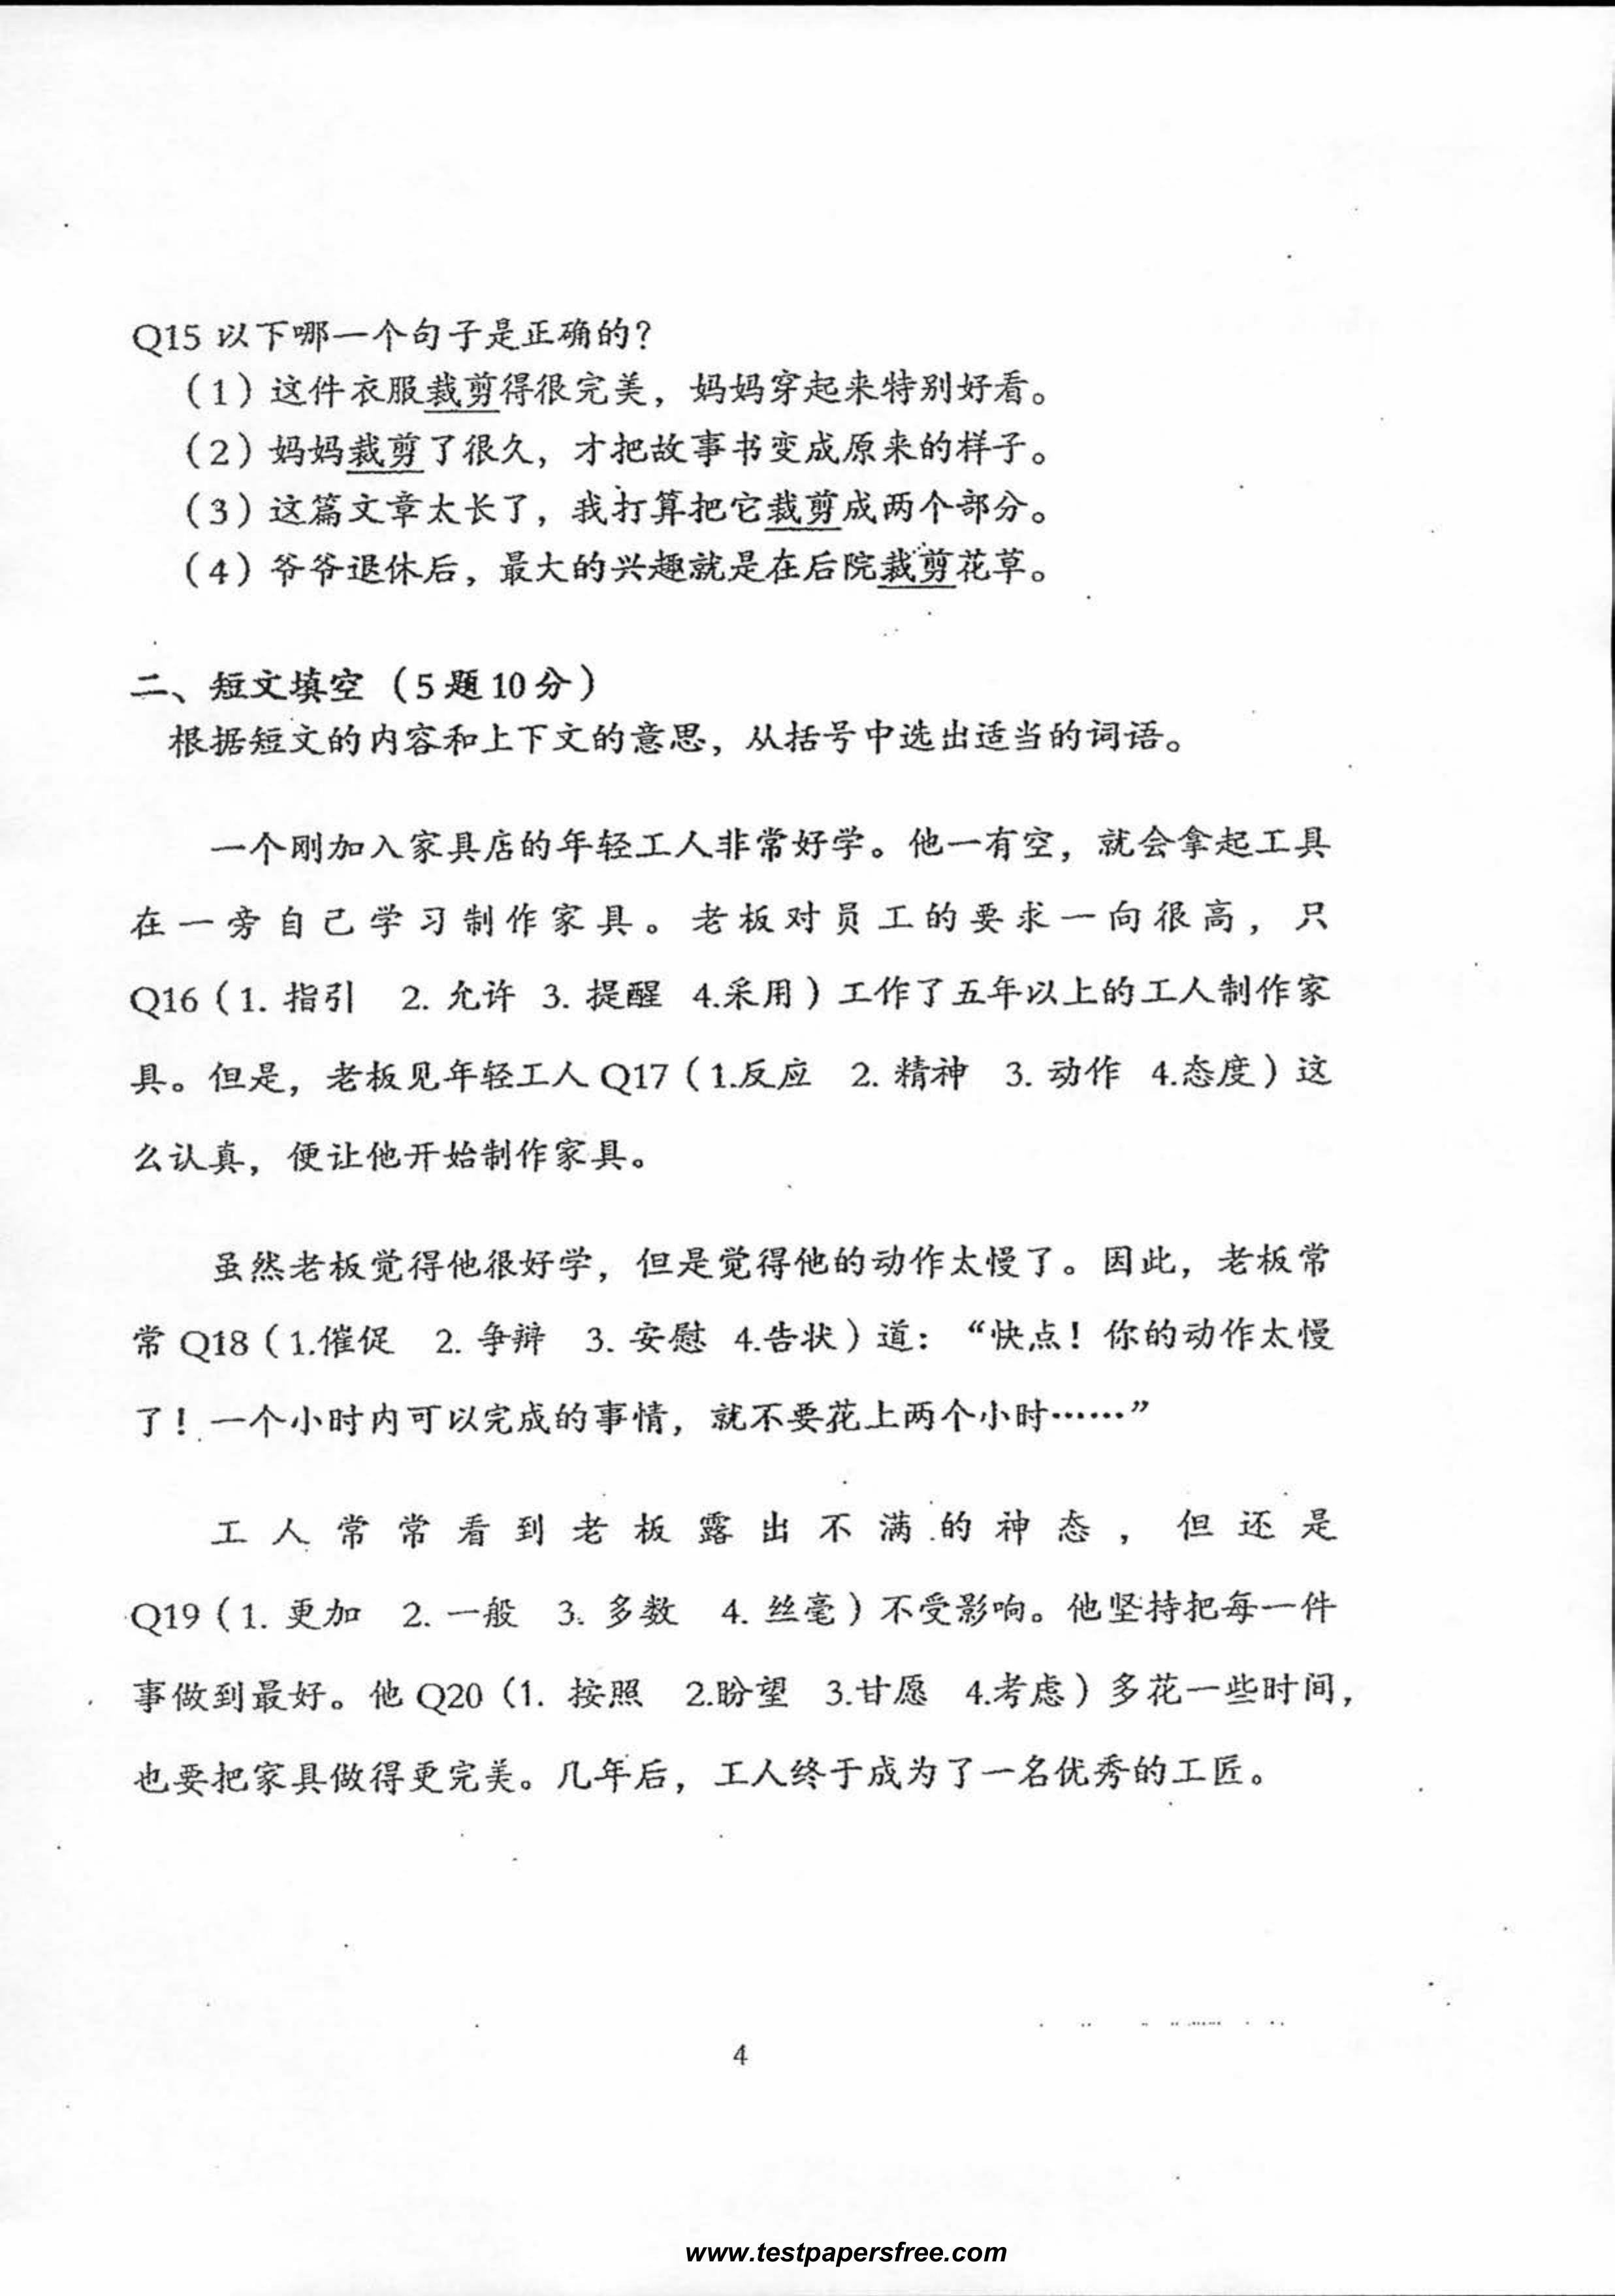 Q15 以下哪一个句子是正确的?
(1) 这件衣服裁剪得很完美，妈妈穿起来特别好看。
(2) 妈妈裁剪了很久，才把故事书变成原来的样子。
(3) 这篇文章太长了，我打算把它裁剪成两个部分。
(4) 爷爷退休后，最大的兴趣就是在后院裁剪花草。
二、短文填空（5题10分）
根据短文的内容和上下文的意思，从括号中选出适当的词语。
一个刚加入家具店的年轻工人非常好学。他一有空，就会拿起工具
在一旁自己学习制作家具。老板对员工的要求一向很高，只
Q16（1. 指引 2. 允许 3. 提醒 4.采用）工作了五年以上的工人制作家
具。但是，老板见年轻工人 Q17（1.反应 2. 精神 3. 动作 4.态度）这
么认真，便让他开始制作家具。
虽然老板觉得他很好学，但是觉得他的动作太慢了。因此，老板常
常 Q18（1.催促 2. 争辩 3. 安慰 4.告状）道：“快点！你的动作太慢
了！一个小时内可以完成的事情，就不要花上两个小时……”
工人常常看到老板露出不满的神态，但还是
Q19（1. 更加 2. 一般 3. 多数 4. 丝毫）不受影响。他坚持把每一件
事做到最好。他 Q20（1. 按照 2.盼望 3.甘愿 4.考虑）多花一些时间，
也要把家具做得更完美。几年后，工人终于成为了一名优秀的工匠。
4
www.testpapersfree.com